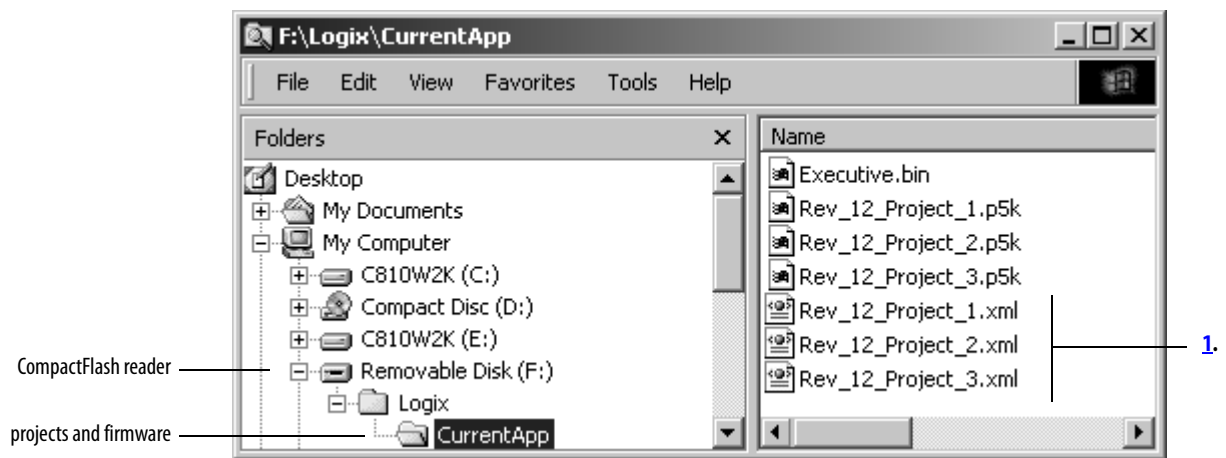 F:\Logix\CurrentApp
File Edit View Favorites Tools Help
Folders
Desktop
My Documents
My Computer
C810W2K (C:)
Compact Disc (D:)
C810W2K (E:)
Removable Disk (F:)
Logix
CurrentApp
Name
Executive.bin
Rev_12_Project_1.p5k
Rev_12_Project_2.p5k
Rev_12_Project_3.p5k
Rev_12_Project_1.xml
Rev_12_Project_2.xml
Rev_12_Project_3.xml
1.
CompactFlash reader
projects and firmware